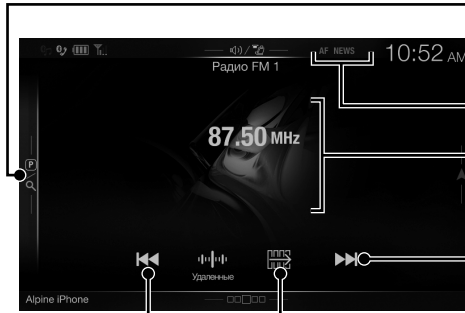 AF NEWS 10:52 AM
Радио FM 1
87.50 MHz
P
Удаленные
Alpine iPhone